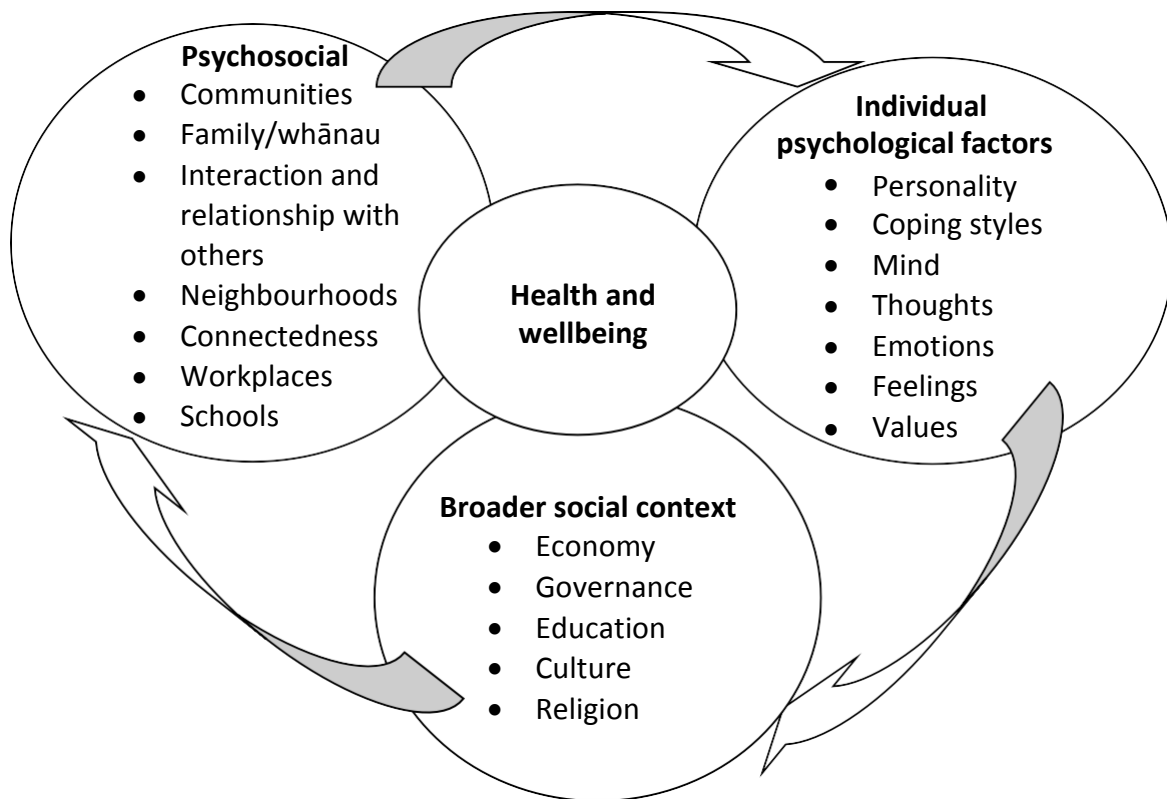 Psychosocial
• Communities
• Family/whānau
• Interaction and
relationship with
others
• Neighbourhoods
• Connectedness
• Workplaces
• Schools
Individual
psychological factors
• Personality
• Coping styles
• Mind
• Thoughts
• Emotions
• Feelings
• Values
Health and
wellbeing
Broader social context
• Economy
• Governance
• Education
• Culture
• Religion